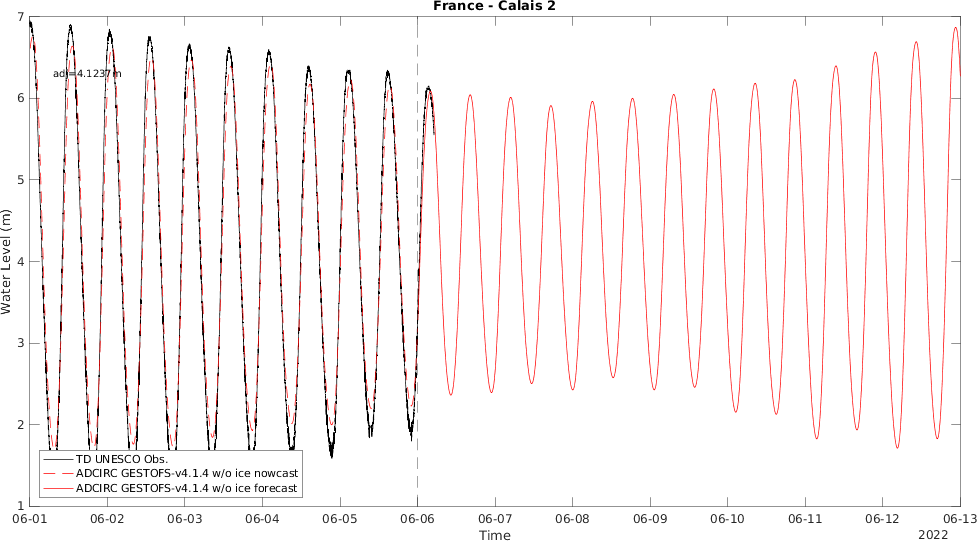 France - Calais 2
7
adj=4.1237m
6
5
4
3
2
1
Water Level (m)
TD UNESCO Obs.
ADCIRC GESTOFS-v4.1.4 w/o ice nowcast
ADCIRC GESTOFS-v4.1.4 w/o ice forecast
06-01 06-02 06-03 06-04 06-05 06-06 06-07 06-08 06-09 06-10 06-11 06-12 06-13
Time
2022